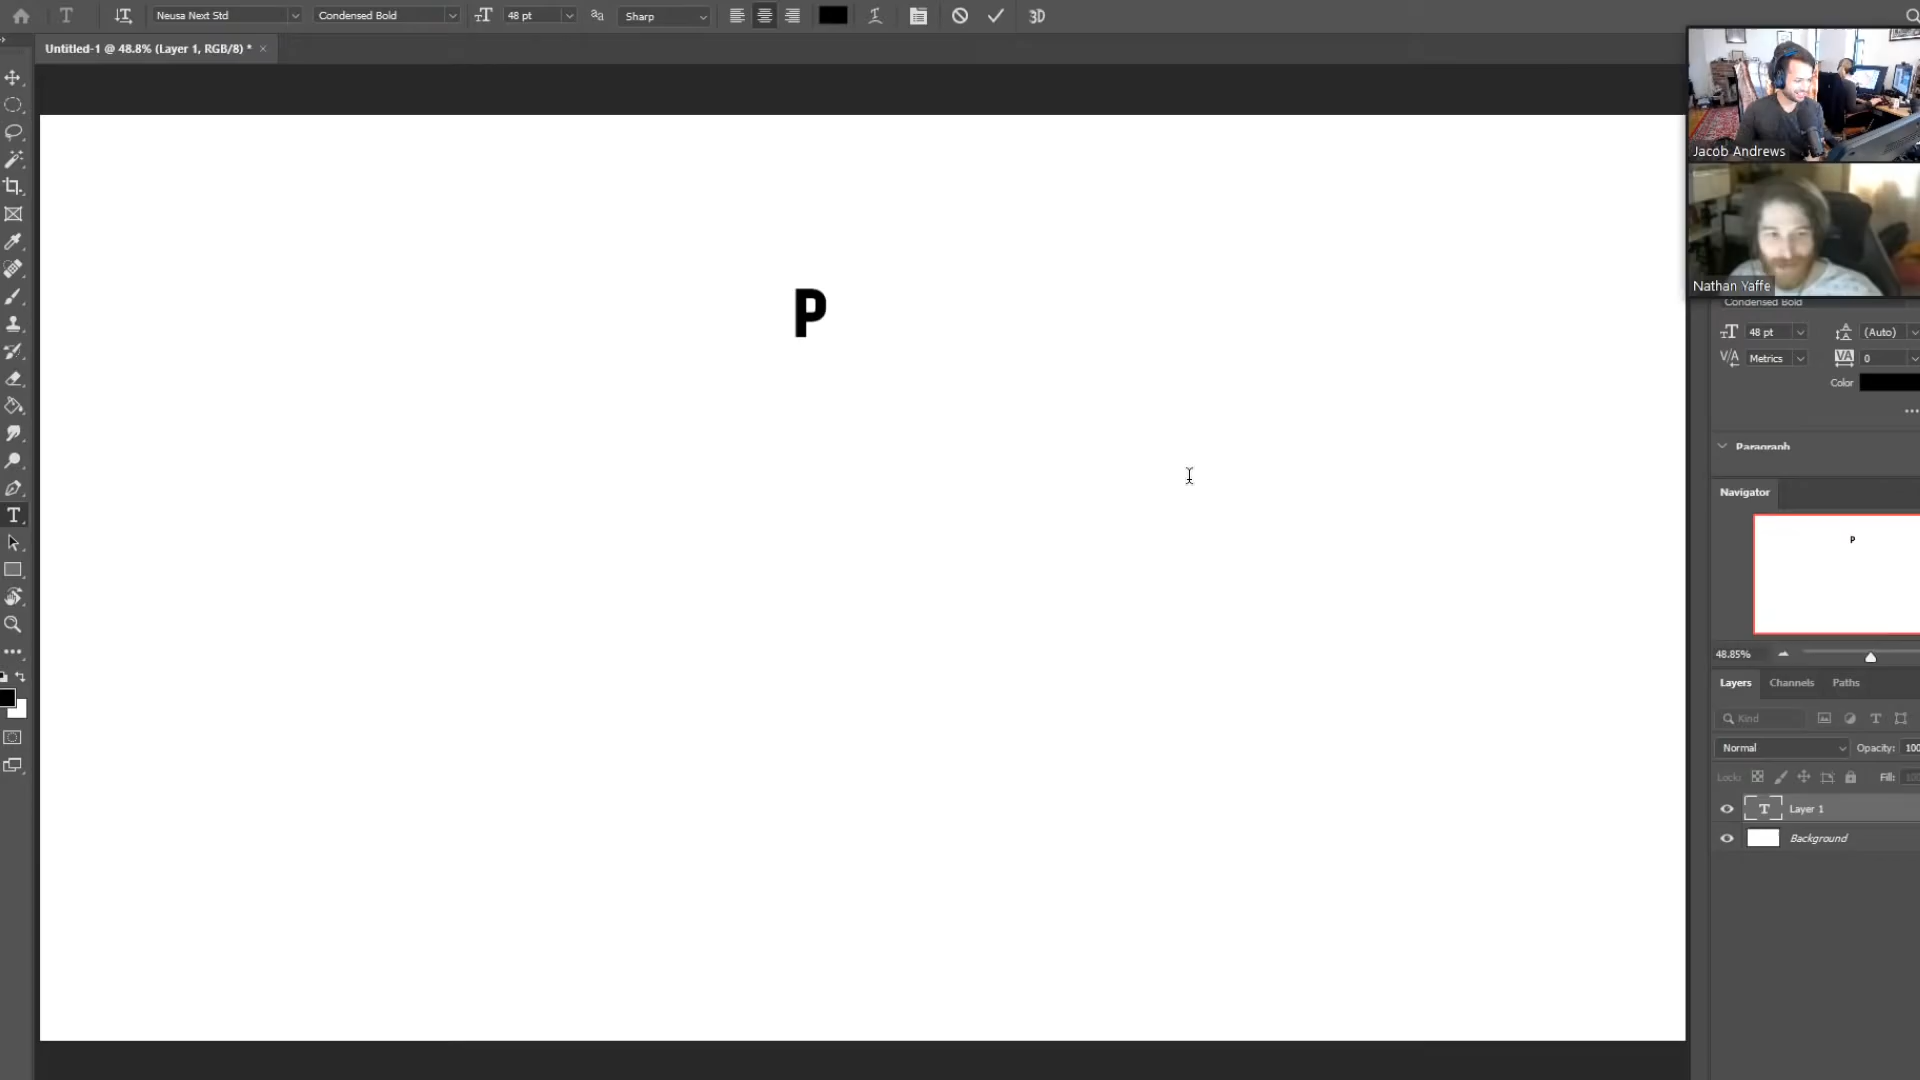 Neusa Next Std Condensed Bold 48 pt Sharp 3D
Untitled-1 @ 48.8% (Layer 1, RGB/8) * ×
Jacob Andrews
P
Nathan Yaffe
Condensed Bold
48 pt (Auto)
Metrics 0
Color
Paragraph
Navigator
P
48.85%
Layers Channels Paths
Kind
Normal Opacity: 100
Lock: Fill: 100
T Layer 1
Background